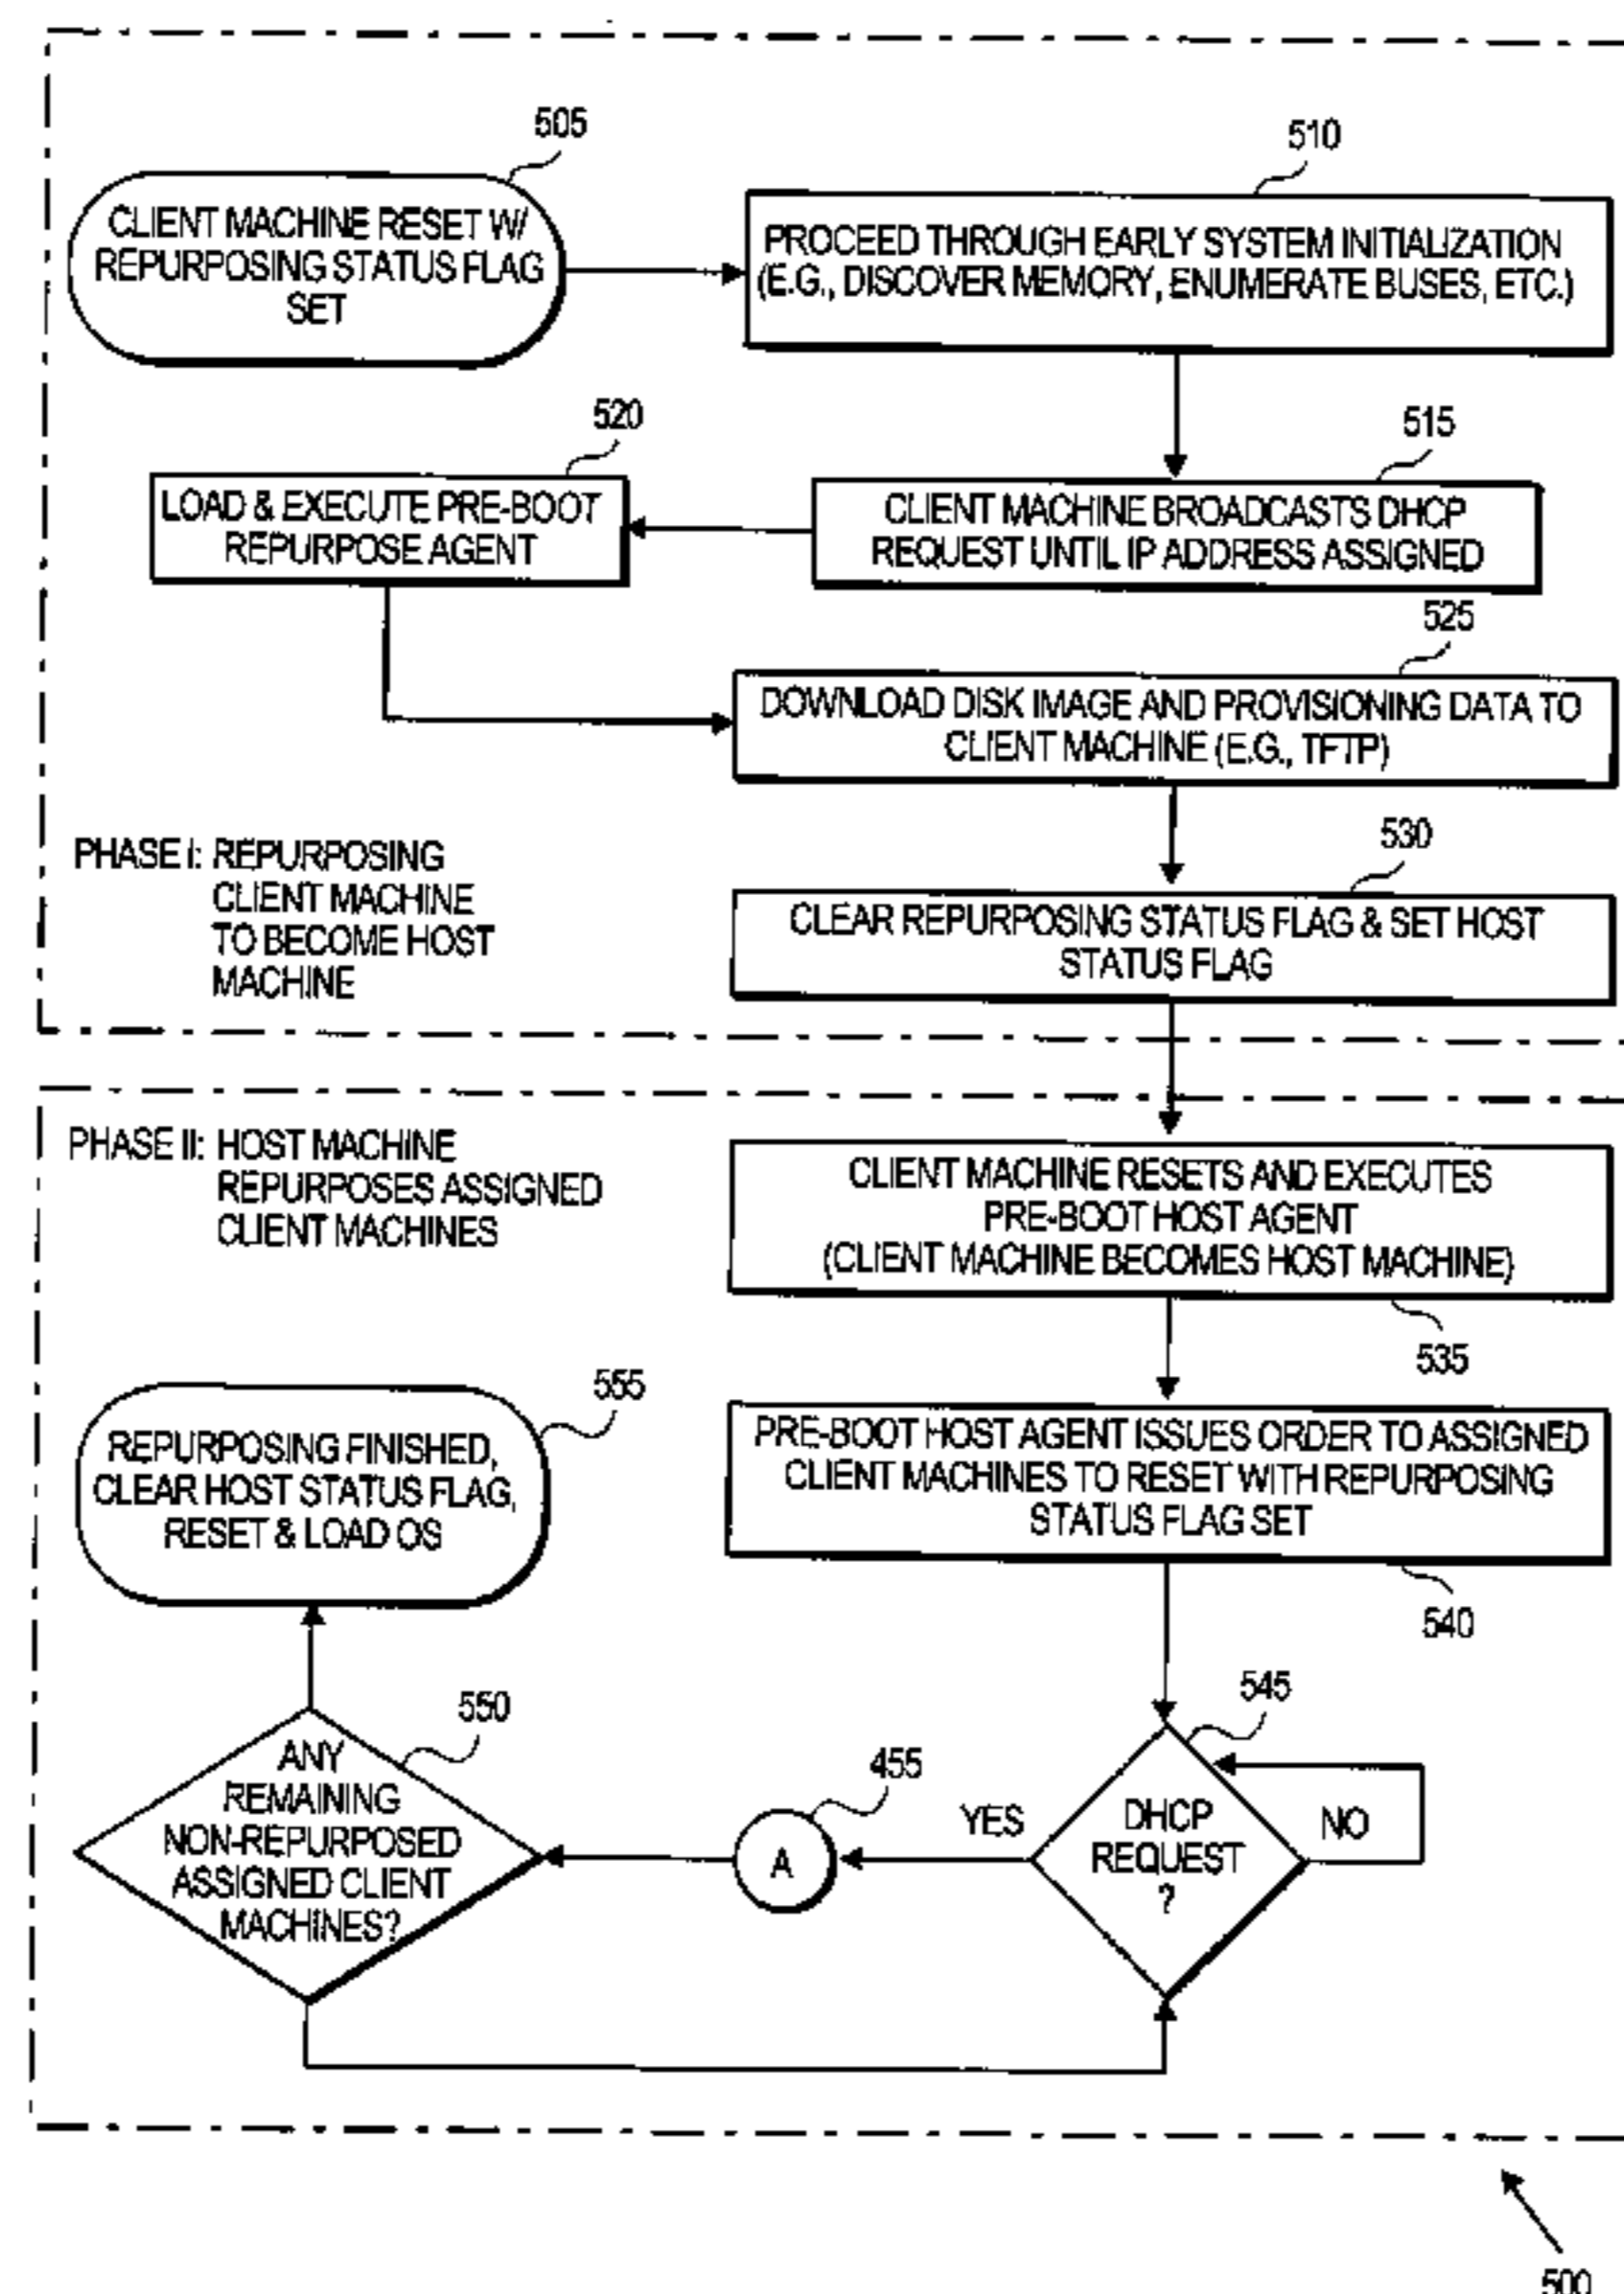 505
CLIENT MACHINE RESET W/
REPURPOSING STATUS FLAG
SET
510
PROCEED THROUGH EARLY SYSTEM INITIALIZATION
(E.G., DISCOVER MEMORY, ENUMERATE BUSES, ETC.)
520
LOAD & EXECUTE PRE-BOOT
REPURPOSE AGENT
515
CLIENT MACHINE BROADCASTS DHCP
REQUEST UNTIL IP ADDRESS ASSIGNED
525
DOWNLOAD DISK IMAGE AND PROVISIONING DATA TO
CLIENT MACHINE (E.G., TFTP)
PHASE I: REPURPOSING
CLIENT MACHINE
TO BECOME HOST
MACHINE
530
CLEAR REPURPOSING STATUS FLAG & SET HOST
STATUS FLAG
PHASE II: HOST MACHINE
REPURPOSES ASSIGNED
CLIENT MACHINES
CLIENT MACHINE RESETS AND EXECUTES
PRE-BOOT HOST AGENT
(CLIENT MACHINE BECOMES HOST MACHINE)
535
555
REPURPOSING FINISHED,
CLEAR HOST STATUS FLAG,
RESET & LOAD OS
PRE-BOOT HOST AGENT ISSUES ORDER TO ASSIGNED
CLIENT MACHINES TO RESET WITH REPURPOSING
STATUS FLAG SET
540
550
ANY
REMAINING
NON-REPURPOSED
ASSIGNED CLIENT
MACHINES?
455
A
YES
545
DHCP
REQUEST
?
NO
500